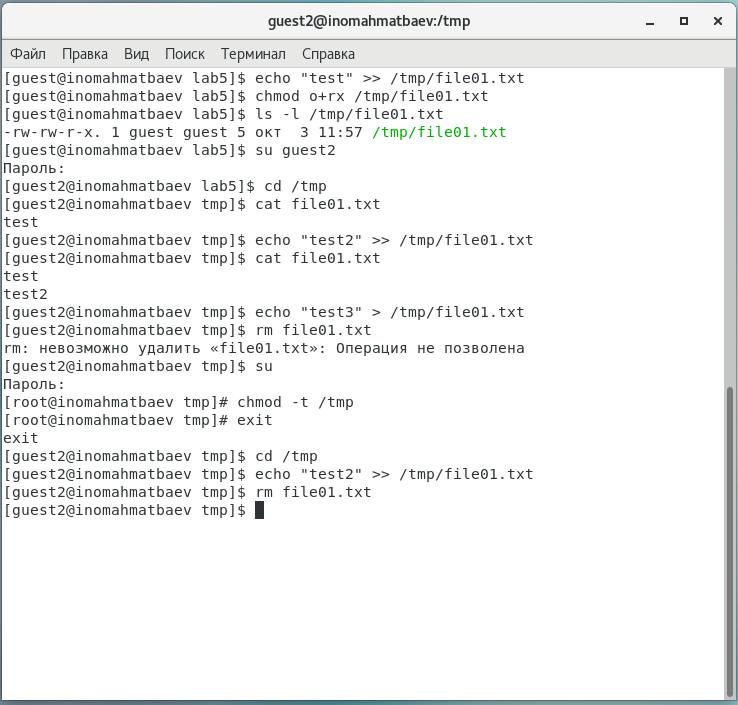 guest2@inomahmatbaev:/tmp
Файл Правка Вид Поиск Терминал Справка
[guest@inomahmatbaev lab5]$ echo "test" >> /tmp/file01.txt
[guest@inomahmatbaev lab5]$ chmod o+rx /tmp/file01.txt
[guest@inomahmatbaev lab5]$ ls -l /tmp/file01.txt
-rw-rw-r-x. 1 guest guest 5 окт  3 11:57 /tmp/file01.txt
[guest@inomahmatbaev lab5]$ su guest2
Пароль:
[guest2@inomahmatbaev lab5]$ cd /tmp
[guest2@inomahmatbaev tmp]$ cat file01.txt
test
[guest2@inomahmatbaev tmp]$ echo "test2" >> /tmp/file01.txt
[guest2@inomahmatbaev tmp]$ cat file01.txt
test
test2
[guest2@inomahmatbaev tmp]$ echo "test3" > /tmp/file01.txt
[guest2@inomahmatbaev tmp]$ rm file01.txt
rm: невозможно удалить «file01.txt»: Операция не позволена
[guest2@inomahmatbaev tmp]$ su
Пароль:
[root@inomahmatbaev tmp]# chmod -t /tmp
[root@inomahmatbaev tmp]# exit
exit
[guest2@inomahmatbaev tmp]$ cd /tmp
[guest2@inomahmatbaev tmp]$ echo "test2" >> /tmp/file01.txt
[guest2@inomahmatbaev tmp]$ rm file01.txt
[guest2@inomahmatbaev tmp]$